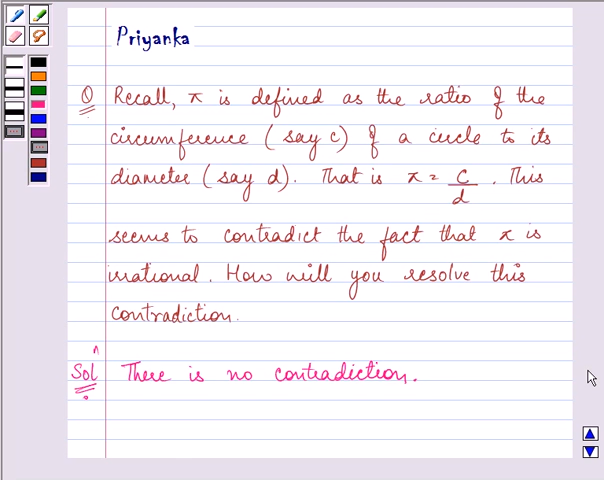 Priyanka
Q Recall, π is defined as the ratio of the
circumference (say c) of a circle to its
diameter (say d). That is π = c/d. This
seems to contradict the fact that π is
irrational. How will you resolve this
contradiction.
Sol^n: There is no contradiction.